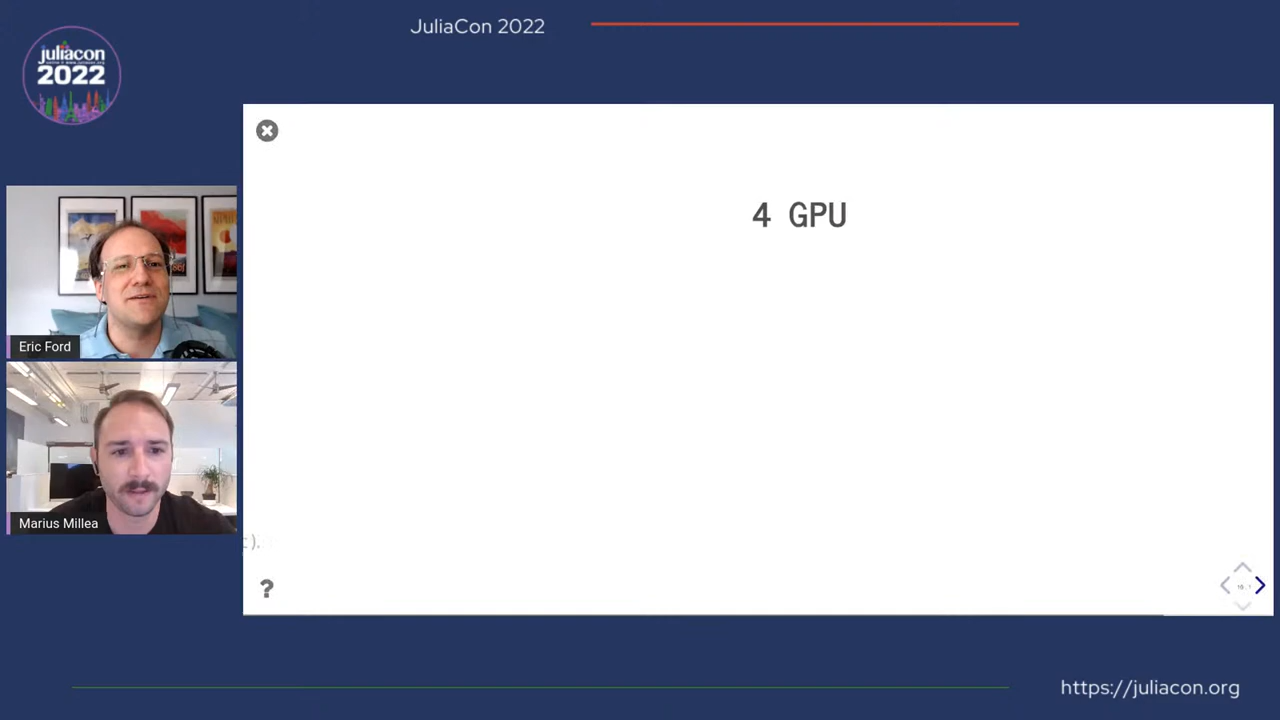 JuliaCon 2022
juliacon
2022
4 GPU
Eric Ford
Marius Millea
).
?
https://juliacon.org